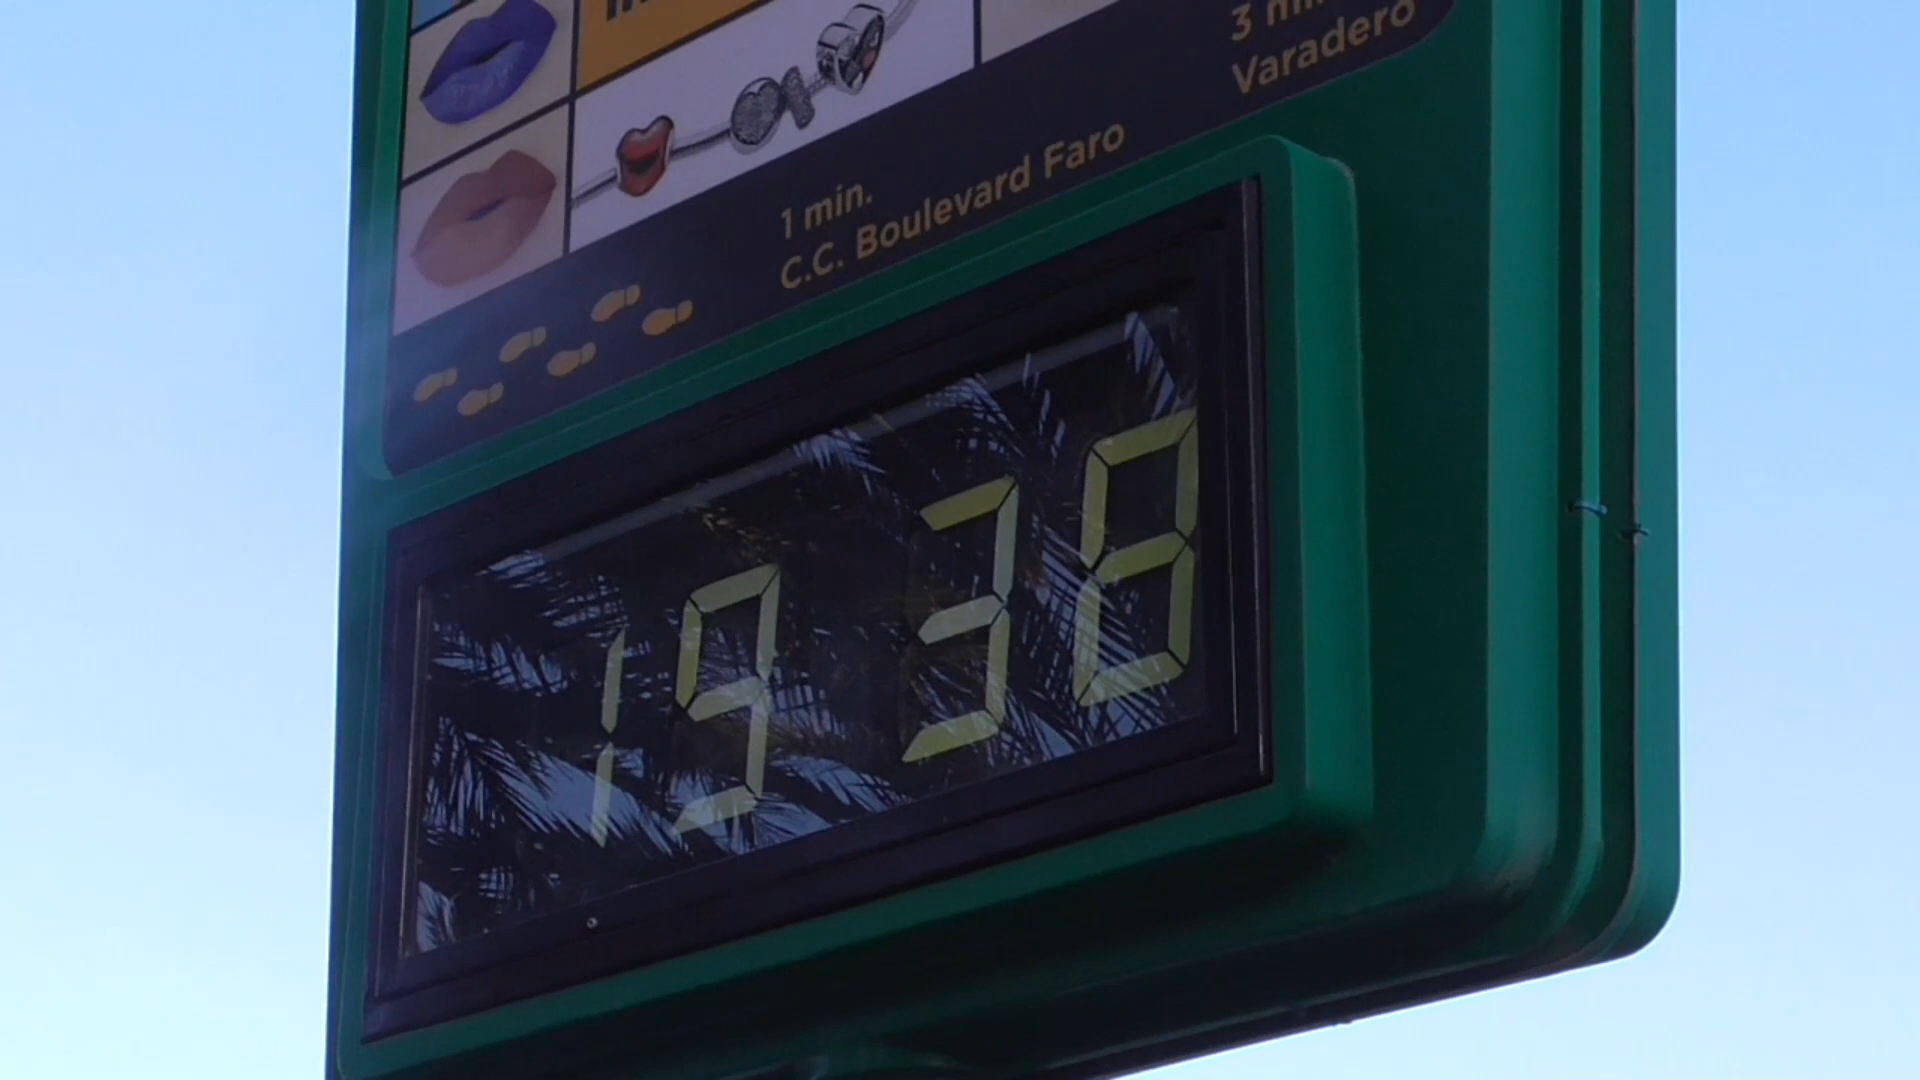 3 min.
Varadero
1 min.
C.C. Boulevard Faro
19 38